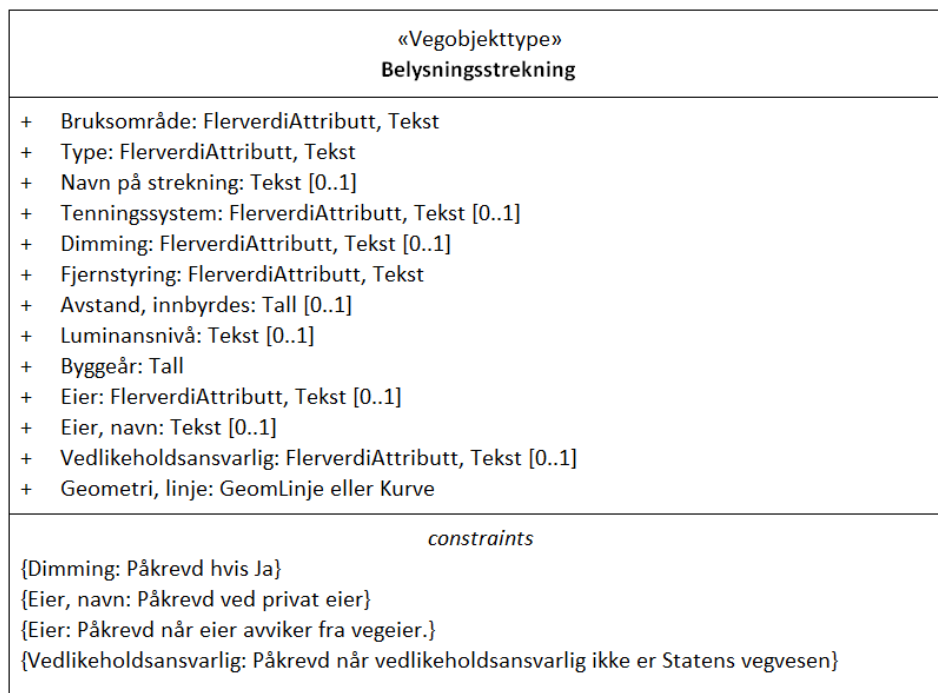 «Vegobjekttype»
Belysningsstrekning
+ Bruksområde: FlerverdiAttributt, Tekst
+ Type: FlerverdiAttributt, Tekst
+ Navn på strekning: Tekst [0..1]
+ Tenningssystem: FlerverdiAttributt, Tekst [0..1]
+ Dimming: FlerverdiAttributt, Tekst [0..1]
+ Fjernstyring: FlerverdiAttributt, Tekst
+ Avstand, innbyrdes: Tall [0..1]
+ Luminansnivå: Tekst [0..1]
+ Byggeår: Tall
+ Eier: FlerverdiAttributt, Tekst [0..1]
+ Eier, navn: Tekst [0..1]
+ Vedlikeholdsansvarlig: FlerverdiAttributt, Tekst [0..1]
+ Geometri, linje: GeomLinje eller Kurve
constraints
{Dimming: Påkrevd hvis Ja}
{Eier, navn: Påkrevd ved privat eier}
{Eier: Påkrevd når eier avviker fra vegeier.}
{Vedlikeholdsansvarlig: Påkrevd når vedlikeholdsansvarlig ikke er Statens vegvesen}